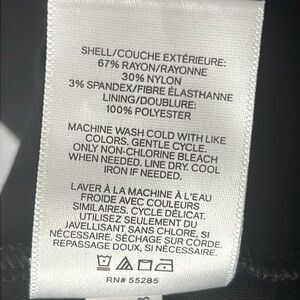 SHELL/COUCHE EXTÉRIEURE:
67% RAYON/RAYONNE
30% NYLON
3% SPANDEX/FIBRE ÉLASTHANNE
LINING/DOUBLURE:
100% POLYESTER
MACHINE WASH COLD WITH LIKE
COLORS. GENTLE CYCLE.
ONLY NON-CHLORINE BLEACH
WHEN NEEDED. LINE DRY. COOL
IRON IF NEEDED.
LAVER À LA MACHINE À L'EAU
FROIDE AVEC COULEURS
SIMILAIRES. CYCLE DÉLICAT.
UTILISEZ SEULEMENT DU
JAVELLISANT SANS CHLORE, SI
NÉCESSAIRE. SÉCHAGE SUR CORDE.
REPASSAGE DOUX, SI NÉCESSAIRE.
RN# 55285